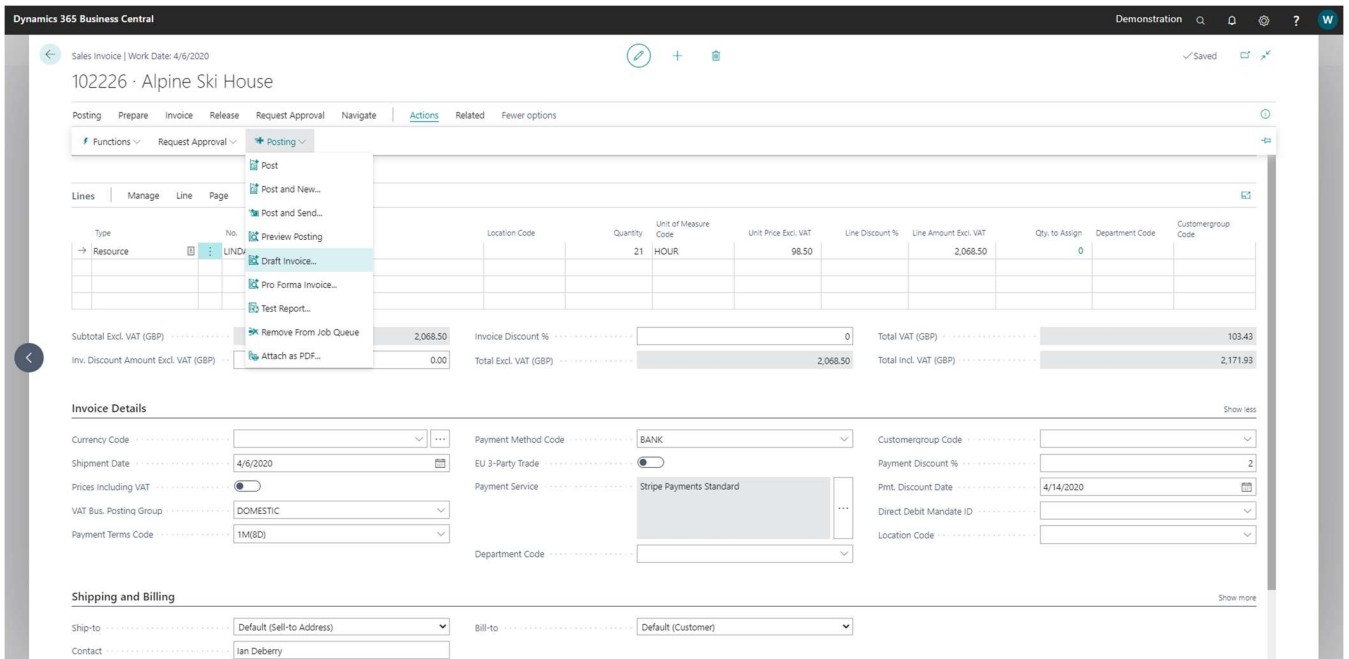 Dynamics 365 Business Central
Demonstration
?
W
Sales Invoice | Work Date: 4/6/2020
Saved
102226 · Alpine Ski House
Posting Prepare Invoice Release Request Approval Navigate Actions Related Fewer options
Functions Request Approval Posting
Post
Post and New...
Post and Send...
Preview Posting
Draft Invoice...
Pro Forma Invoice...
Test Report...
Remove From Job Queue
Attach as PDF...
Lines Manage Line Page
Type No. Location Code Quantity Unit of Measure Code Unit Price Excl. VAT Line Discount % Line Amount Excl. VAT Qty. to Assign Department Code Customergroup Code
Resource LINDA 21 HOUR 98.50 2,068.50 0
Subtotal Excl. VAT (GBP) 2,068.50 Invoice Discount % 0 Total VAT (GBP) 103.43
Inv. Discount Amount Excl. VAT (GBP) 0.00 Total Excl. VAT (GBP) 2,068.50 Total Incl. VAT (GBP) 2,171.93
Invoice Details Show less
Currency Code Payment Method Code BANK Customergroup Code
Shipment Date 4/6/2020 EU 3-Party Trade Payment Discount % 2
Prices Including VAT Payment Service Stripe Payments Standard Pmt. Discount Date 4/14/2020
VAT Bus. Posting Group DOMESTIC Direct Debit Mandate ID
Payment Terms Code 1M(8D) Location Code
Department Code
Shipping and Billing Show more
Ship-to Default (Sell-to Address) Bill-to Default (Customer)
Contact Ian Deberry